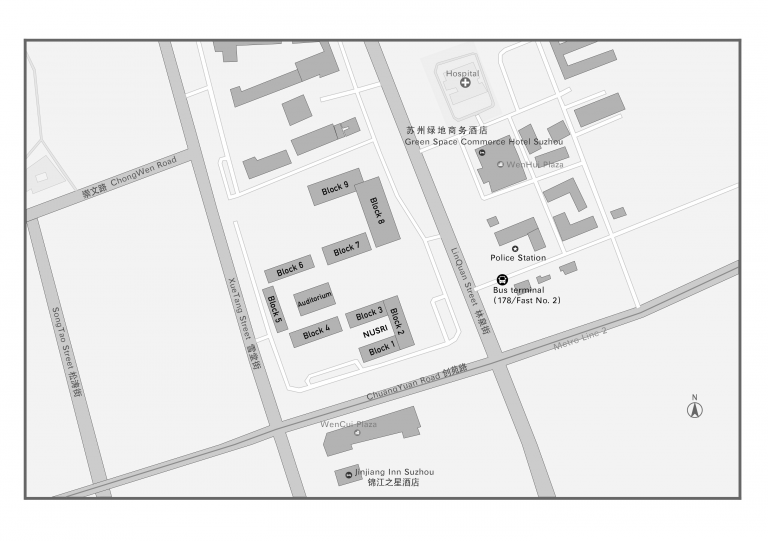 Hospital
苏州绿地商务酒店
Green Space Commerce Hotel Suzhou
WenHui Plaza
崇文路 ChongWen Road
Block 9
Block 8
Block 7
Block 6
Block 5
Auditorium
Block 4
Block 3
Block 2
NUSRI
Block 1
Police Station
Bus terminal
(178/Fast No. 2)
LinQuan Street 林泉街
XueTang Street 雪堂街
SongTao Street 松涛街
Metro Line 2
ChuangYuan Road 创苑路
N
WenCui Plaza
Jinjiang Inn Suzhou
锦江之星酒店